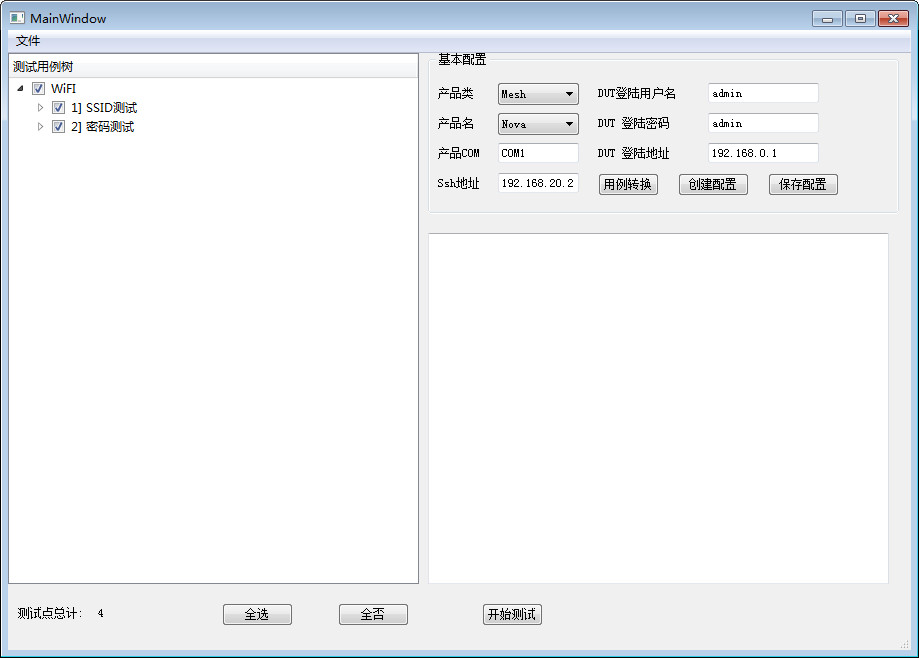 MainWindow
文件
测试用例树
WiFI
1] SSID测试
2] 密码测试
基本配置
产品类 Mesh DUT登陆用户名 admin
产品名 Nova DUT 登陆密码 admin
产品COM COM1 DUT 登陆地址 192.168.0.1
Ssh地址 192.168.20.2 用例转换 创建配置 保存配置
测试点总计: 4 全选 全否 开始测试